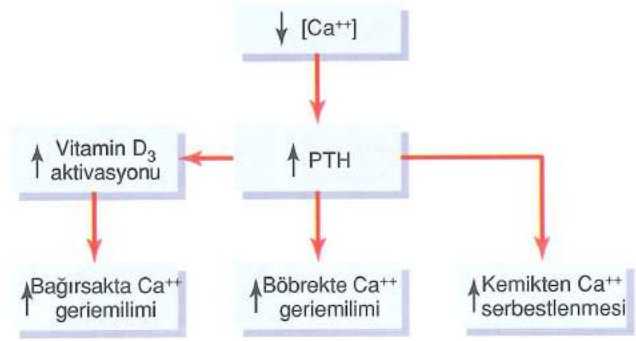 ↓ [Ca⁺⁺]
↑ Vitamin D₃
aktivasyonu
↑ PTH
↑ Bağırsakta Ca⁺⁺
geriemilimi
↑ Böbrekte Ca⁺⁺
geriemilimi
↑ Kemikten Ca⁺⁺
serbestlenmesi